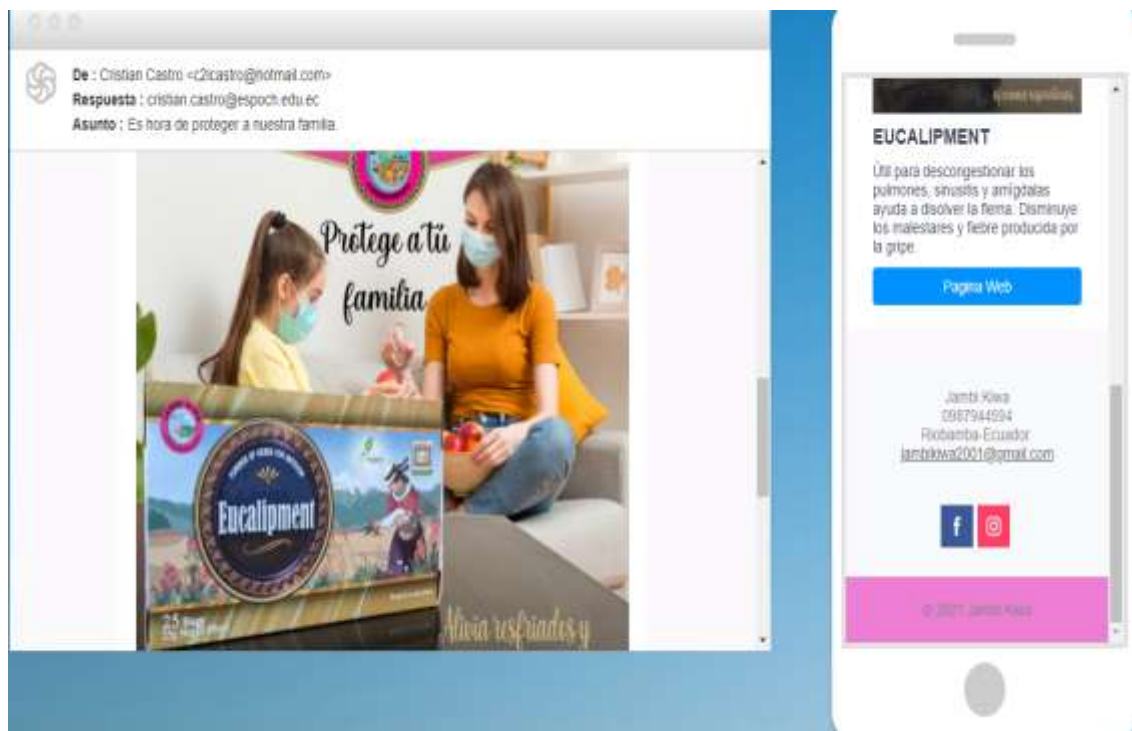 De : Cristian Castro <c2lcastro@hotmail.com>
Respuesta : cristian.castro@espoch.edu.ec
Asunto : Es hora de proteger a nuestra familia.
Protege a tú
familia
Eucalipment
25
Alivia resfriados y
EUCALIPMENT
Útil para descongestionar los
pulmones, sinusitis y amígdalas
ayuda a disolver la flema. Disminuye
los malestares y fiebre producida por
la gripe.
Pagina Web
Jambi Kiwa
0987944594
Riobamba-Ecuador
jambikiwa2001@gmail.com
© 2021 Jambi Kiwa